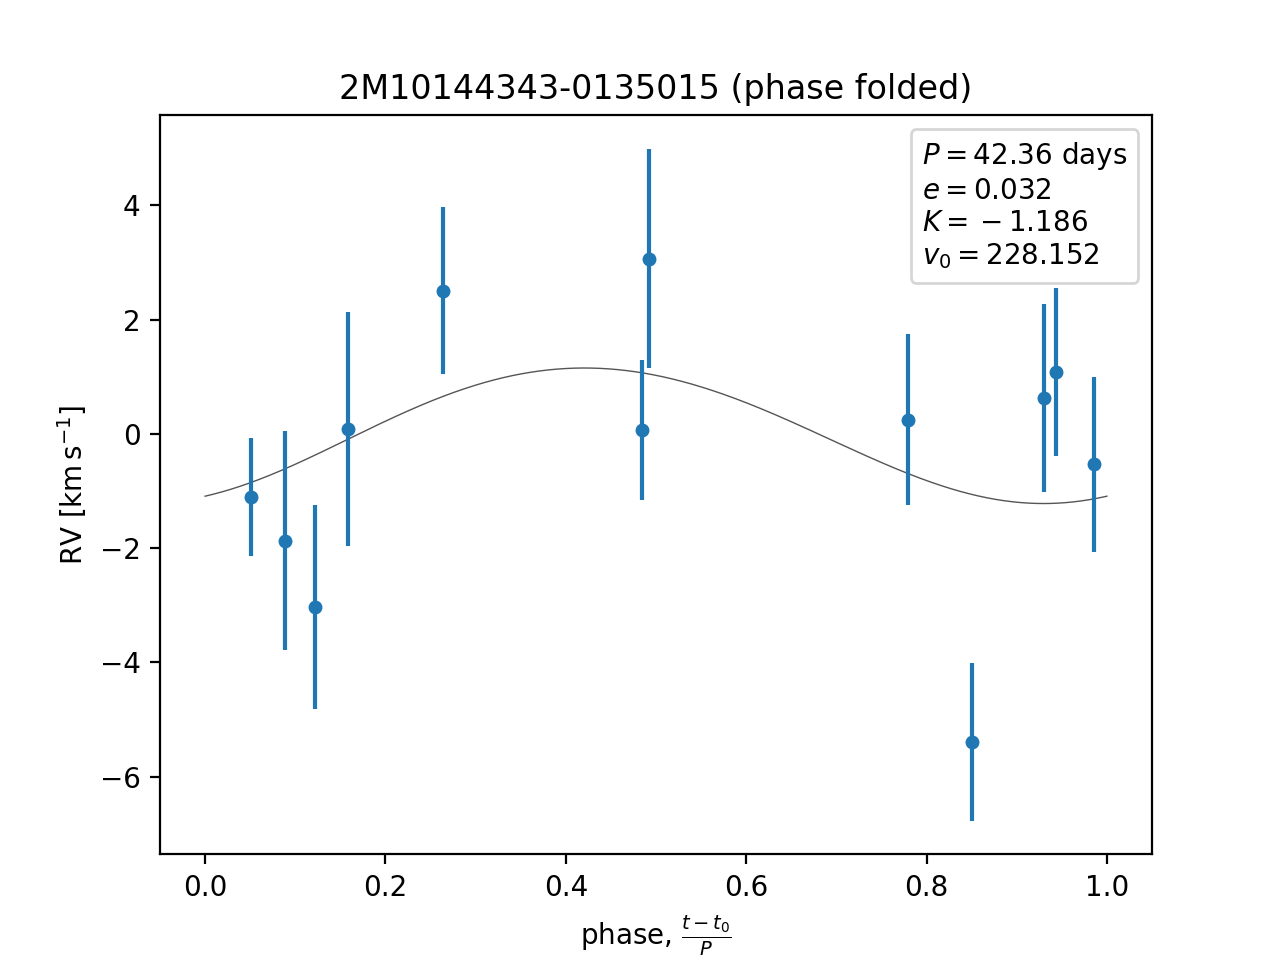 2M10144343-0135015 (phase folded)
P = 42.36 days
e = 0.032
K = −1.186
v₀ = 228.152
4
2
0
−2
−4
−6
RV [km s⁻¹]
0.0 0.2 0.4 0.6 0.8 1.0
phase, (t − t₀)/P